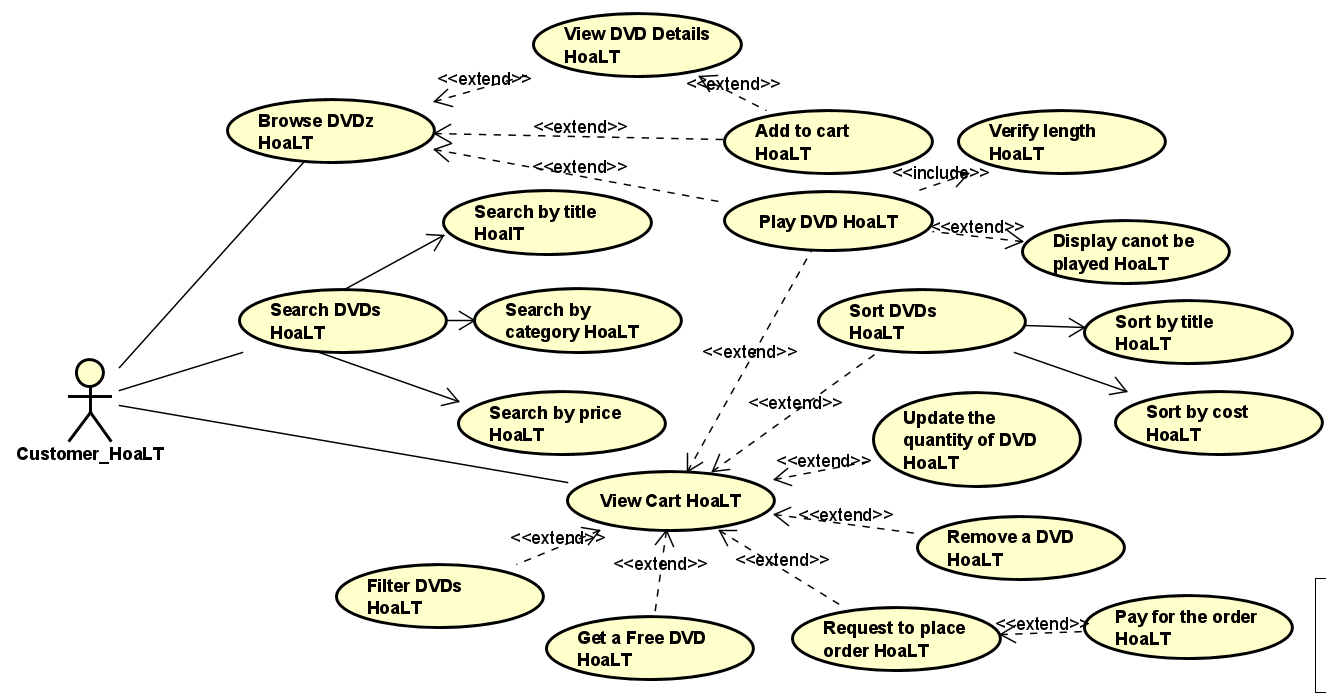 View DVD Details
HoaLT
<<extend>>
<<extend>>
Browse DVDz
HoaLT
<<extend>>
Add to cart
HoaLT
Verify length
HoaLT
<<extend>>
<<include>>
Search by title
HoalT
Play DVD HoaLT
<<extend>>
Display canot be
played HoaLT
Search DVDs
HoaLT
Search by
category HoaLT
Sort DVDs
HoaLT
Sort by title
HoaLT
<<extend>>
<<extend>>
Search by price
HoaLT
Update the
quantity of DVD
HoaLT
Sort by cost
HoaLT
Customer_HoaLT
<<extend>>
View Cart HoaLT
<<extend>>
<<extend>>
<<extend>>
<<extend>>
Remove a DVD
HoaLT
Filter DVDs
HoaLT
Get a Free DVD
HoaLT
Request to place
order HoaLT
<<extend>>
Pay for the order
HoaLT